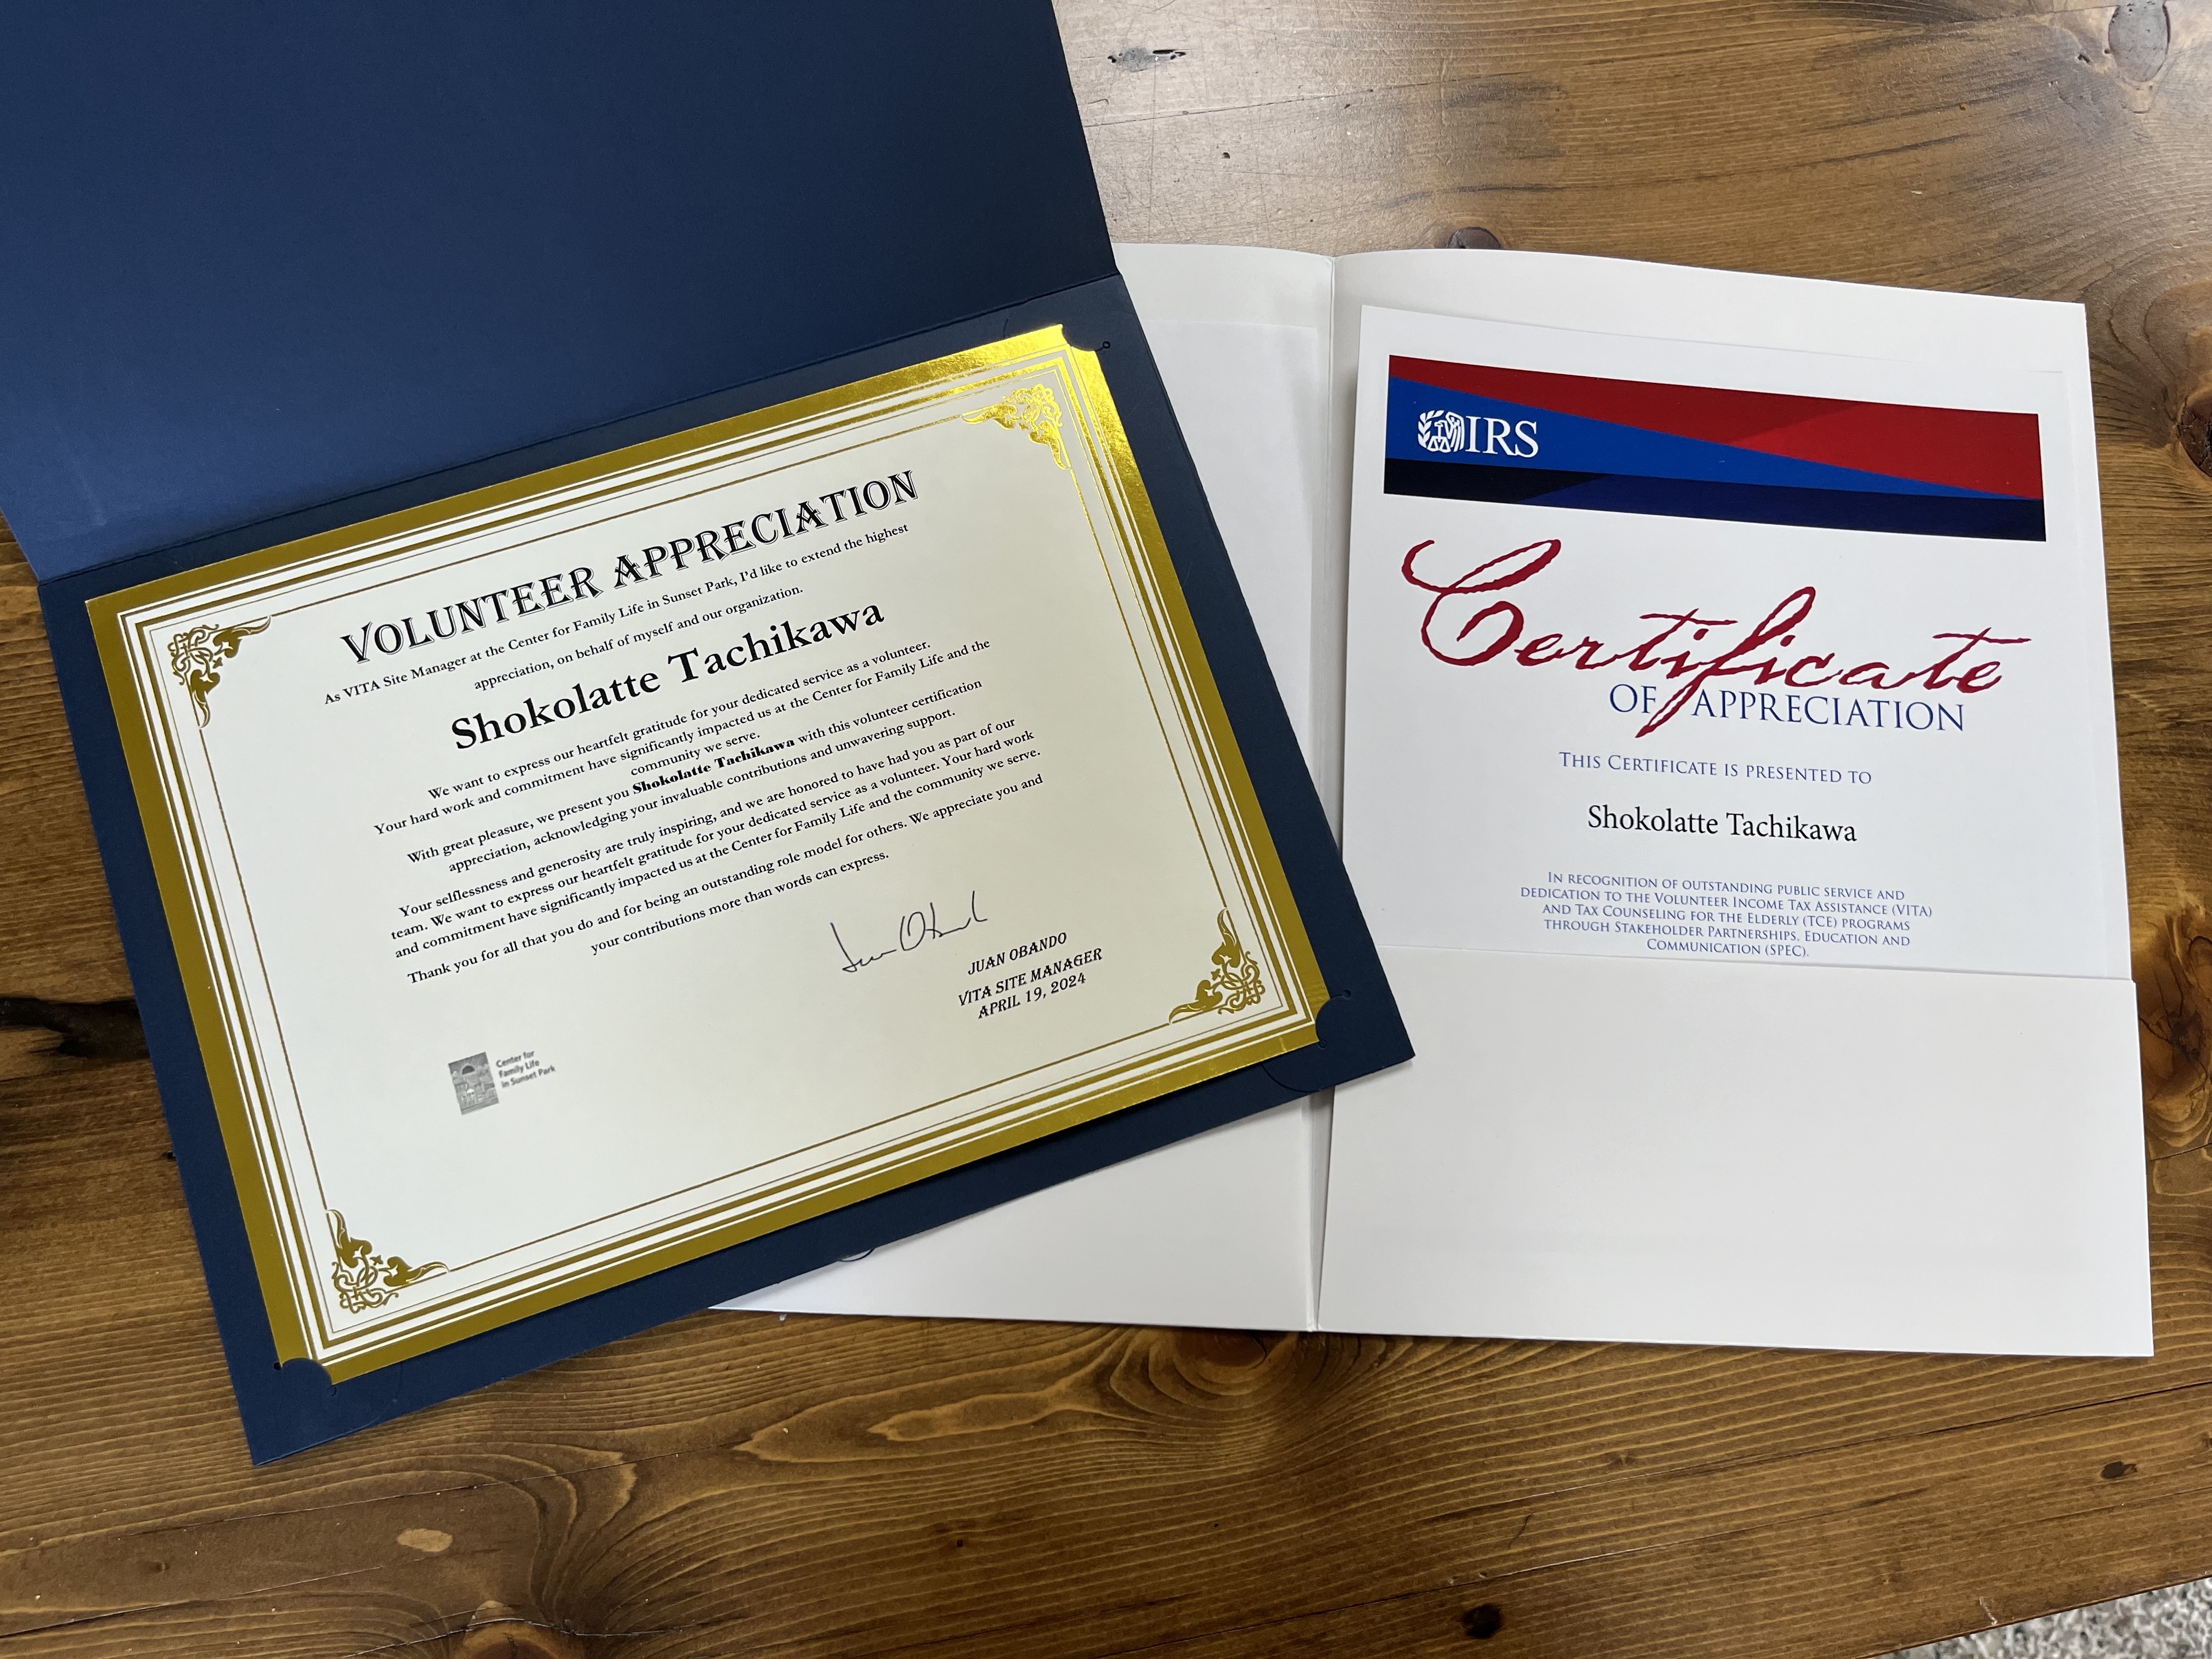 VOLUNTEER APPRECIATION
As VITA Site Manager at the Center for Family Life in Sunset Park, I'd like to extend the highest
appreciation, on behalf of myself and our organization.
Shokolatte Tachikawa
We want to express our heartfelt gratitude for your dedicated service as a volunteer.
Your hard work and commitment have significantly impacted us at the Center for Family Life and the
community we serve.
With great pleasure, we present you Shokolatte Tachikawa with this volunteer certification
appreciation, acknowledging your invaluable contributions and unwavering support.
Your selflessness and generosity are truly inspiring, and we are honored to have had you as part of our
team. We want to express our heartfelt gratitude for your dedicated service as a volunteer. Your hard work
and commitment have significantly impacted us at the Center for Family Life and the community we serve.
Thank you for all that you do and for being an outstanding role model for others. We appreciate you and
your contributions more than words can express.
Juan Obando
JUAN OBANDO
VITA SITE MANAGER
APRIL 19, 2024
Center for
Family Life
in Sunset Park
IRS
Certificate
OF APPRECIATION
THIS CERTIFICATE IS PRESENTED TO
Shokolatte Tachikawa
IN RECOGNITION OF OUTSTANDING PUBLIC SERVICE AND
DEDICATION TO THE VOLUNTEER INCOME TAX ASSISTANCE (VITA)
AND TAX COUNSELING FOR THE ELDERLY (TCE) PROGRAMS
THROUGH STAKEHOLDER PARTNERSHIPS, EDUCATION AND
COMMUNICATION (SPEC).